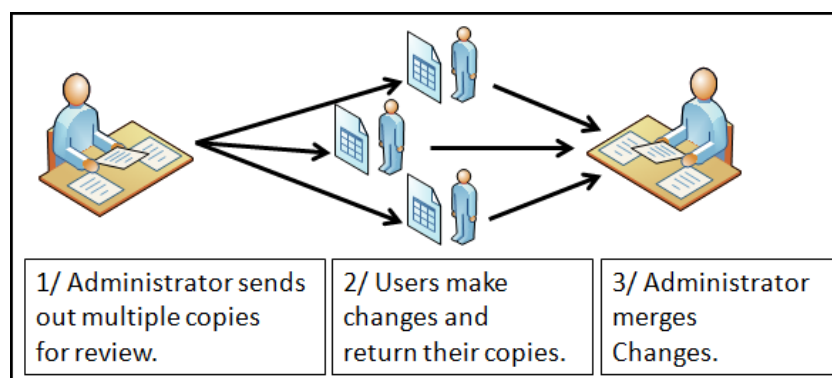 1/ Administrator sends
out multiple copies
for review.
2/ Users make
changes and
return their copies.
3/ Administrator
merges
Changes.